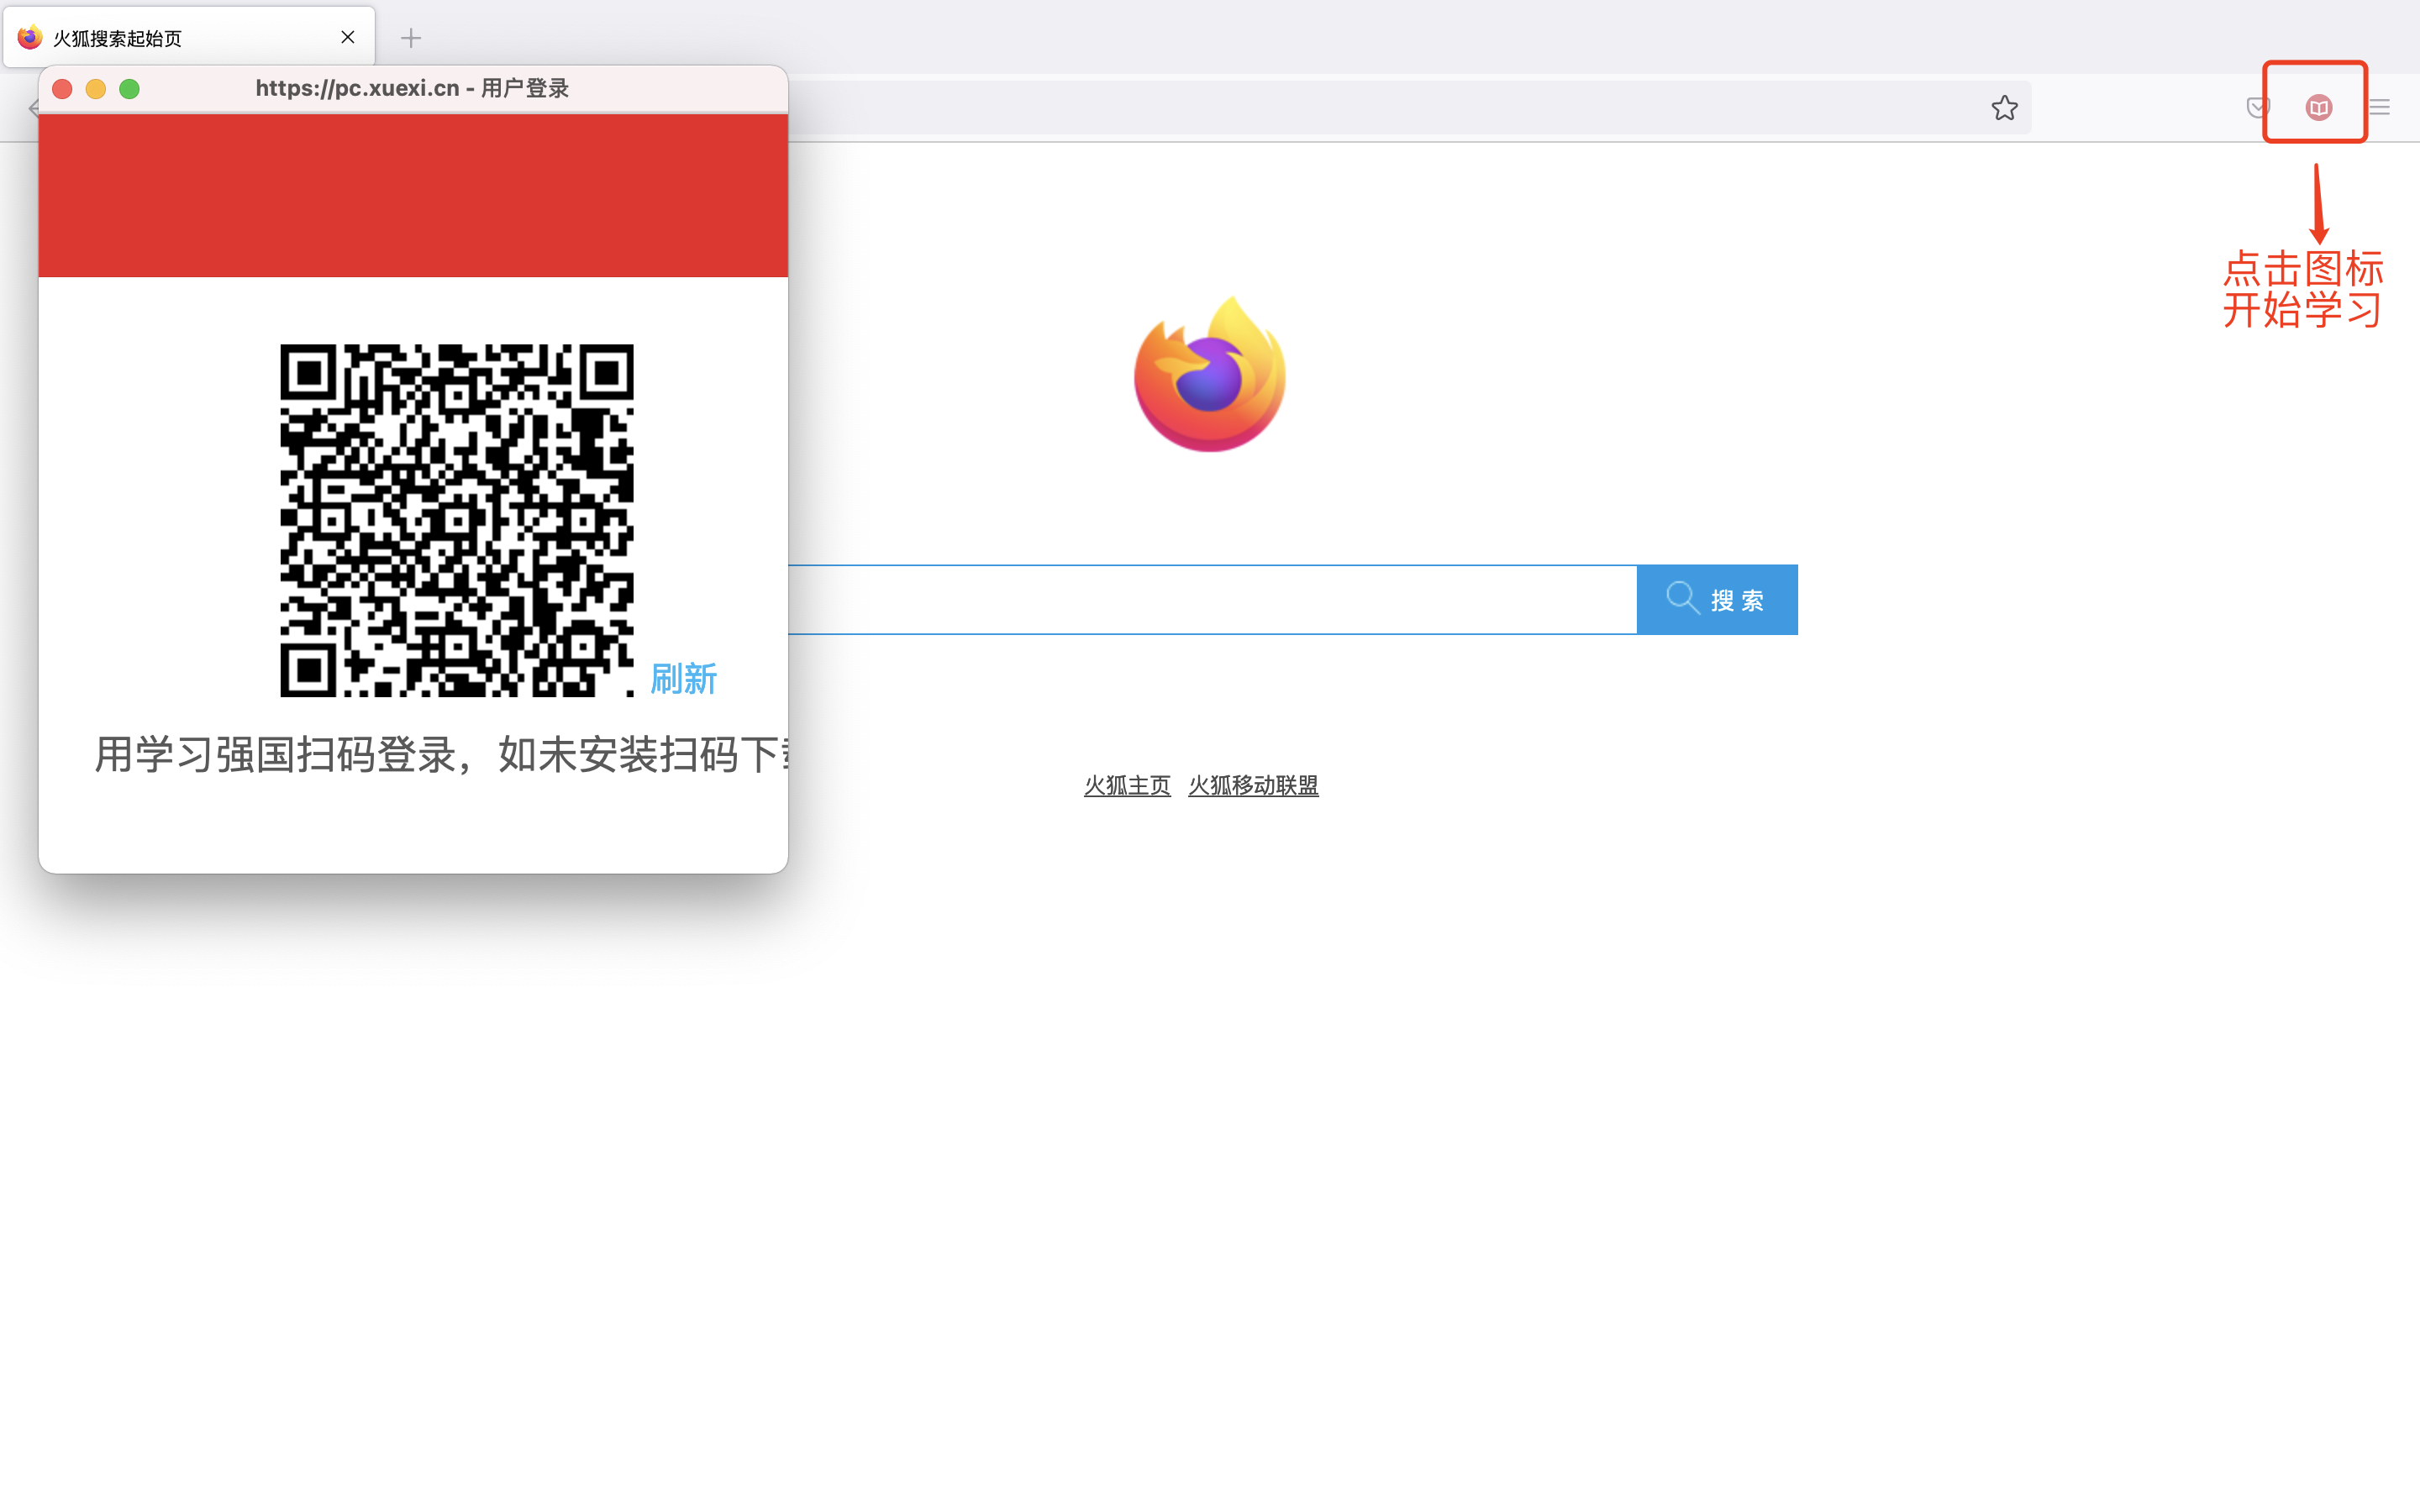 火狐搜索起始页
https://pc.xuexi.cn - 用户登录
点击图标
开始学习
刷新
用学习强国扫码登录，如未安装扫码下
搜 索
火狐主页 火狐移动联盟